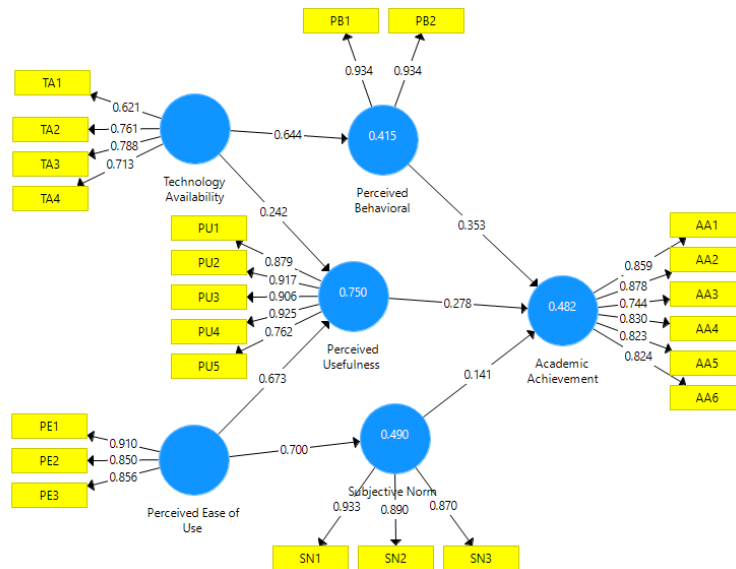 PB1
PB2
0.934
0.934
TA1
TA2
TA3
TA4
0.621
0.761
0.788
0.713
Technology
Availability
0.644
0.415
Perceived
Behavioral
0.242
0.353
PU1
PU2
PU3
PU4
PU5
0.879
0.917
0.906
0.925
0.762
0.750
Perceived
Usefulness
0.278
0.482
Academic
Achievement
0.859
0.878
0.744
0.830
0.823
0.824
AA1
AA2
AA3
AA4
AA5
AA6
0.673
0.141
PE1
PE2
PE3
0.910
0.850
0.856
Perceived Ease of
Use
0.700
0.490
Subjective Norm
0.933
0.890
0.870
SN1
SN2
SN3